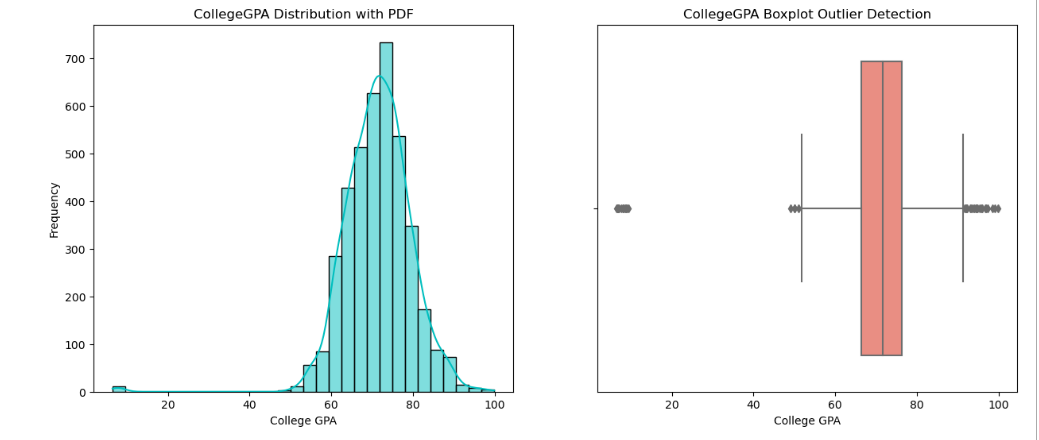 CollegeGPA Distribution with PDF
700
600
500
400
300
200
100
0
Frequency
20 40 60 80 100
College GPA
CollegeGPA Boxplot Outlier Detection
20 40 60 80 100
College GPA